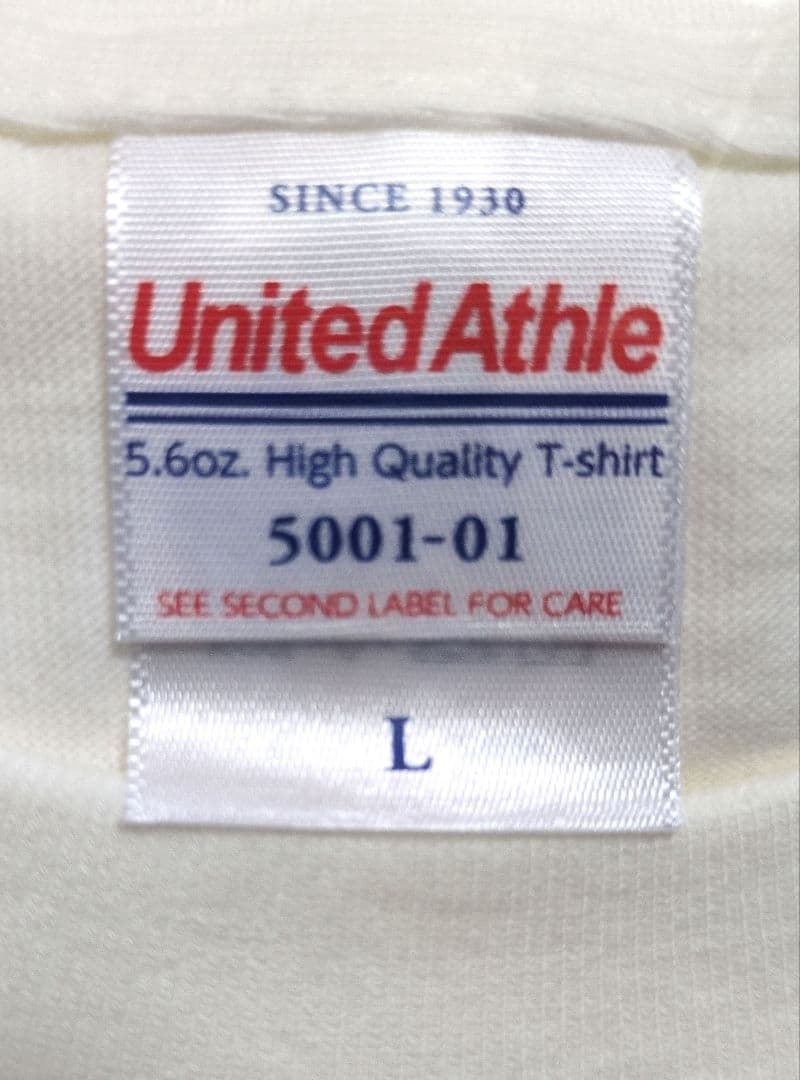 SINCE 1930
United Athle
5.6oz. High Quality T-shirt
5001-01
SEE SECOND LABEL FOR CARE
L